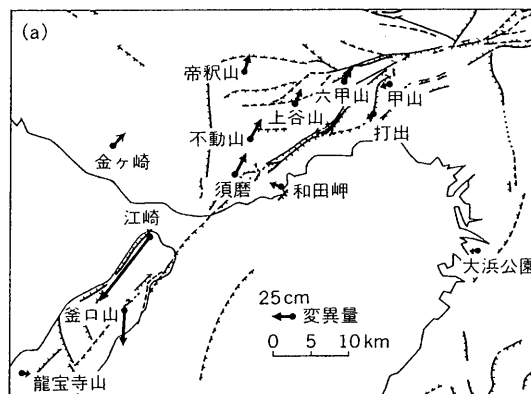 (a)
帝釈山
六甲山
甲山
上谷山
打出
不動山
金ヶ崎
須磨
和田岬
江崎
大浜公園
25cm
変異量
釜口山
0 5 10km
龍宝寺山